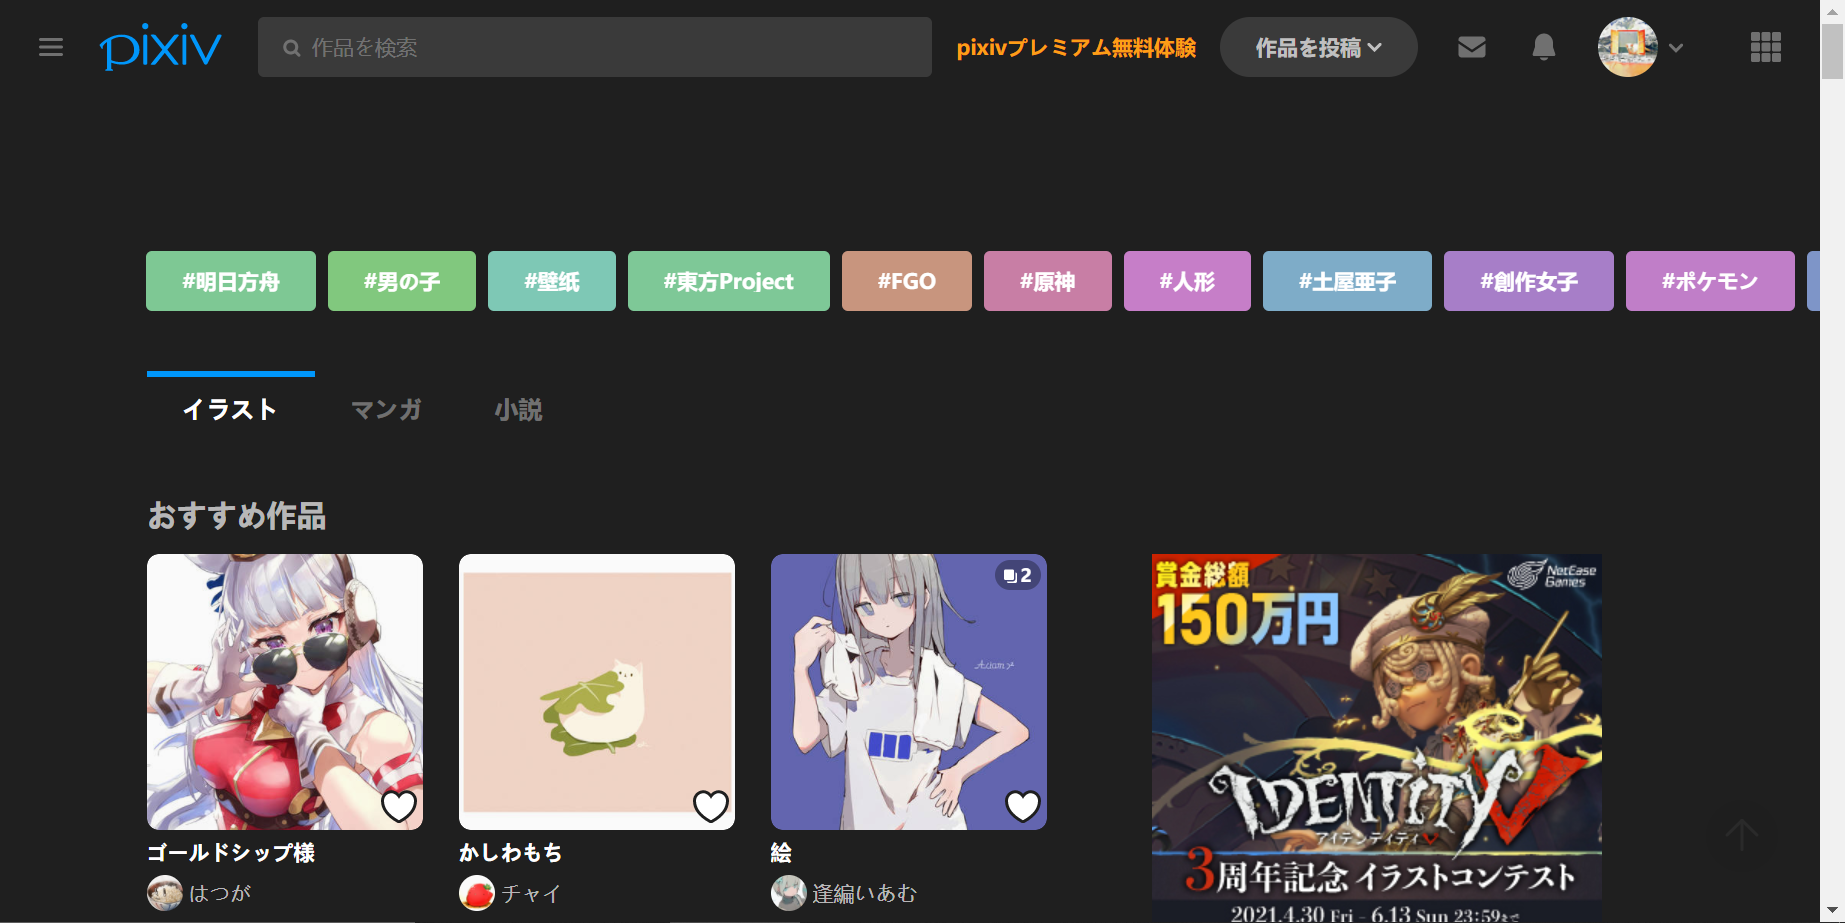 pixiv
作品を検索
pixivプレミアム無料体験
作品を投稿
#明日方舟
#男の子
#壁紙
#東方Project
#FGO
#原神
#人形
#土屋亜子
#創作女子
#ポケモン
イラスト
マンガ
小説
おすすめ作品
2
ゴールドシップ様
はつが
かしわもち
チャイ
絵
逢編いあむ
賞金総額
150万円
NetEase
Games
IDENTITY V
アイデンティティV
3周年記念 イラストコンテスト
2021.4.30 Fri - 6.13 Sun 23:59まで